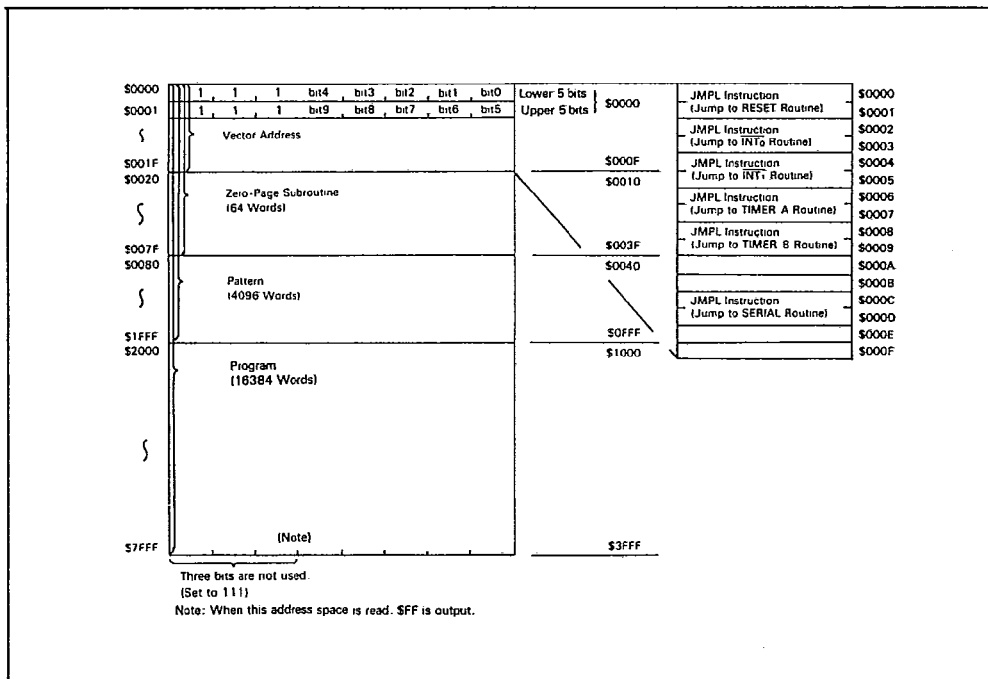 $0000 1 1 1 bit4 bit3 bit2 bit1 bit0 Lower 5 bits
$0001 1 1 1 bit9 bit8 bit7 bit6 bit5 Upper 5 bits
$0000
Vector Address
$001F
$000F
$0020
$0010
Zero-Page Subroutine
(64 Words)
$007F
$003F
$0080
$0040
Pattern
(4096 Words)
$1FFF
$0FFF
$2000
$1000
Program
(16384 Words)
(Note)
$7FFF
$3FFF
Three bits are not used.
(Set to 111)
Note: When this address space is read. $FF is output.
JMPL Instruction $0000
(Jump to RESET Routine) $0001
JMPL Instruction $0002
(Jump to INT0 Routine) $0003
JMPL Instruction $0004
(Jump to INT1 Routine) $0005
JMPL Instruction $0006
(Jump to TIMER A Routine) $0007
JMPL Instruction $0008
(Jump to TIMER B Routine) $0009
$000A
$000B
JMPL Instruction $000C
(Jump to SERIAL Routine) $000D
$000E
$000F